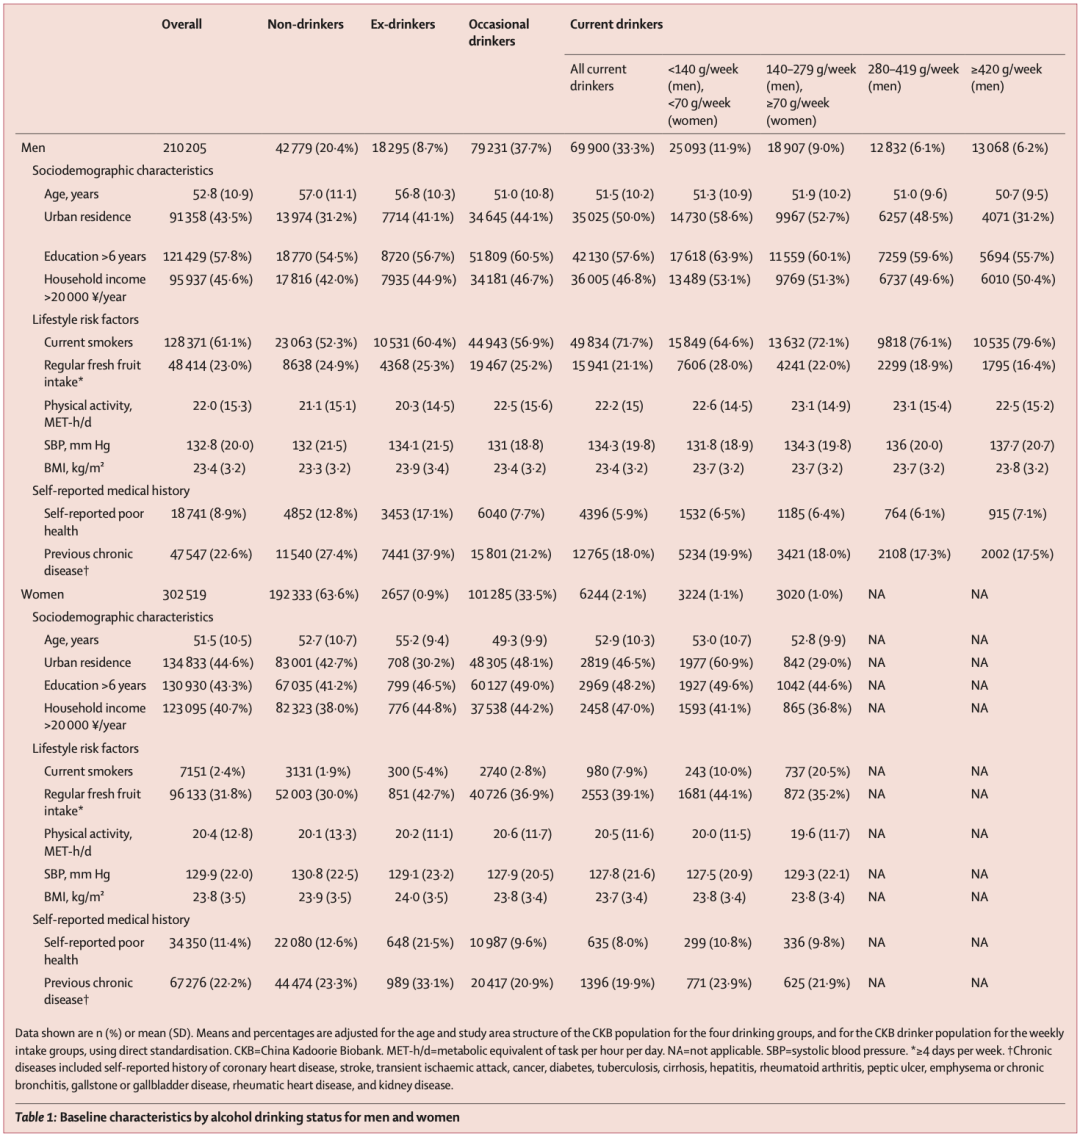 Overall Non-drinkers Ex-drinkers Occasional drinkers Current drinkers
All current drinkers <140 g/week (men), <70 g/week (women) 140–279 g/week (men), ≥70 g/week (women) 280–419 g/week (men) ≥420 g/week (men)
Men 210 205 42 779 (20·4%) 18 295 (8·7%) 79 231 (37·7%) 69 900 (33·3%) 25 093 (11·9%) 18 907 (9·0%) 12 832 (6·1%) 13 068 (6·2%)
Sociodemographic characteristics
Age, years 52·8 (10·9) 57·0 (11·1) 56·8 (10·3) 51·0 (10·8) 51·5 (10·2) 51·3 (10·9) 51·9 (10·2) 51·0 (9·6) 50·7 (9·5)
Urban residence 91 358 (43·5%) 13 974 (31·2%) 7714 (41·1%) 34 645 (44·1%) 35 025 (50·0%) 14 730 (58·6%) 9967 (52·7%) 6257 (48·5%) 4071 (31·2%)
Education >6 years 121 429 (57·8%) 18 770 (54·5%) 8720 (56·7%) 51 809 (60·5%) 42 130 (57·6%) 17 618 (63·9%) 11 559 (60·1%) 7259 (59·6%) 5694 (55·7%)
Household income >20 000 ¥/year 95 937 (45·6%) 17 816 (42·0%) 7935 (44·9%) 34 181 (46·7%) 36 005 (46·8%) 13 489 (53·1%) 9769 (51·3%) 6737 (49·6%) 6010 (50·4%)
Lifestyle risk factors
Current smokers 128 371 (61·1%) 23 063 (52·3%) 10 531 (60·4%) 44 943 (56·9%) 49 834 (71·7%) 15 849 (64·6%) 13 632 (72·1%) 9818 (76·1%) 10 535 (79·6%)
Regular fresh fruit intake* 48 414 (23·0%) 8638 (24·9%) 4368 (25·3%) 19 467 (25·2%) 15 941 (21·1%) 7606 (28·0%) 4241 (22·0%) 2299 (18·9%) 1795 (16·4%)
Physical activity, MET-h/d 22·0 (15·3) 21·1 (15·1) 20·3 (14·5) 22·5 (15·6) 22·2 (15) 22·6 (14·5) 23·1 (14·9) 23·1 (15·4) 22·5 (15·2)
SBP, mm Hg 132·8 (20·0) 132 (21·5) 134·1 (21·5) 131 (18·8) 134·3 (19·8) 131·8 (18·9) 134·3 (19·8) 136 (20·0) 137·7 (20·7)
BMI, kg/m² 23·4 (3·2) 23·3 (3·2) 23·9 (3·4) 23·4 (3·2) 23·4 (3·2) 23·7 (3·2) 23·7 (3·2) 23·7 (3·2) 23·8 (3·2)
Self-reported medical history
Self-reported poor health 18 741 (8·9%) 4852 (12·8%) 3453 (17·1%) 6040 (7·7%) 4396 (5·9%) 1532 (6·5%) 1185 (6·4%) 764 (6·1%) 915 (7·1%)
Previous chronic disease† 47 547 (22·6%) 11 540 (27·4%) 7441 (37·9%) 15 801 (21·2%) 12 765 (18·0%) 5234 (19·9%) 3421 (18·0%) 2108 (17·3%) 2002 (17·5%)
Women 302 519 192 333 (63·6%) 2657 (0·9%) 101 285 (33·5%) 6244 (2·1%) 3224 (1·1%) 3020 (1·0%) NA NA
Sociodemographic characteristics
Age, years 51·5 (10·5) 52·7 (10·7) 55·2 (9·4) 49·3 (9·9) 52·9 (10·3) 53·0 (10·7) 52·8 (9·9) NA NA
Urban residence 134 833 (44·6%) 83 001 (42·7%) 708 (30·2%) 48 305 (48·1%) 2819 (46·5%) 1977 (60·9%) 842 (29·0%) NA NA
Education >6 years 130 930 (43·3%) 67 035 (41·2%) 799 (46·5%) 60 127 (49·0%) 2969 (48·2%) 1927 (49·6%) 1042 (44·6%) NA NA
Household income >20 000 ¥/year 123 095 (40·7%) 82 323 (38·0%) 776 (44·8%) 37 538 (44·2%) 2458 (47·0%) 1593 (41·1%) 865 (36·8%) NA NA
Lifestyle risk factors
Current smokers 7151 (2·4%) 3131 (1·9%) 300 (5·4%) 2740 (2·8%) 980 (7·9%) 243 (10·0%) 737 (20·5%) NA NA
Regular fresh fruit intake* 96 133 (31·8%) 52 003 (30·0%) 851 (42·7%) 40 726 (36·9%) 2553 (39·1%) 1681 (44·1%) 872 (35·2%) NA NA
Physical activity, MET-h/d 20·4 (12·8) 20·1 (13·3) 20·2 (11·1) 20·6 (11·7) 20·5 (11·6) 20·0 (11·5) 19·6 (11·7) NA NA
SBP, mm Hg 129·9 (22·0) 130·8 (22·5) 129·1 (23·2) 127·9 (20·5) 127·8 (21·6) 127·5 (20·9) 129·3 (22·1) NA NA
BMI, kg/m² 23·8 (3·5) 23·9 (3·5) 24·0 (3·5) 23·8 (3·4) 23·7 (3·4) 23·8 (3·4) 23·8 (3·4) NA NA
Self-reported medical history
Self-reported poor health 34 350 (11·4%) 22 080 (12·6%) 648 (21·5%) 10 987 (9·6%) 635 (8·0%) 299 (10·8%) 336 (9·8%) NA NA
Previous chronic disease† 67 276 (22·2%) 44 474 (23·3%) 989 (33·1%) 20 417 (20·9%) 1396 (19·9%) 771 (23·9%) 625 (21·9%) NA NA
Data shown are n (%) or mean (SD). Means and percentages are adjusted for the age and study area structure of the CKB population for the four drinking groups, and for the CKB drinker population for the weekly
intake groups, using direct standardisation. CKB=China Kadoorie Biobank. MET-h/d=metabolic equivalent of task per hour per day. NA=not applicable. SBP=systolic blood pressure. *≥4 days per week. †Chronic
diseases included self-reported history of coronary heart disease, stroke, transient ischaemic attack, cancer, diabetes, tuberculosis, cirrhosis, hepatitis, rheumatoid arthritis, peptic ulcer, emphysema or chronic
bronchitis, gallstone or gallbladder disease, rheumatic heart disease, and kidney disease.
Table 1: Baseline characteristics by alcohol drinking status for men and women